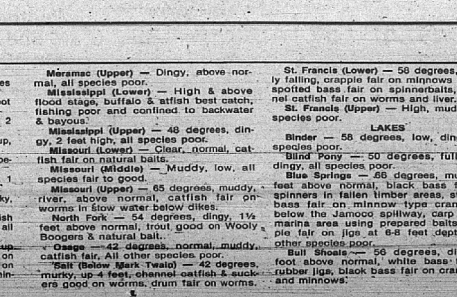 Meramac (Upper) — Dingy, above nor-
mal, all species poor.
Mississippi (Lower) — High & above
flood stage, buffalo & atfish best catch;
fishing poor and confined to backwater
& bayous.
Mississippi (Upper) — 48 degrees, din-
gy, 2 feet high, all species poor.
Missouri (Lower) — Clear, normal, cat-
fish fair on natural baits.
Missouri (Middle) — Muddy, low, all
species fair to good.
Missouri (Upper) — 65 degrees, muddy,
river, above normal, catfish fair on
worms in slow water below dikes.
North Fork — 54 degrees, dingy, 1½
feet above normal, trout good on Wooly
Boogers & natural bait.
Osage — 42 degrees, normal, muddy,
catfish fair, All other species poor.
Salt (Below Mark Twain) — 42 degrees,
murky, up 4 feet, channel catfish & suck-
ers good on worms, drum fair on worms.
St. Francis (Lower) — 56 degrees,
ly falling, crappie fair on minnows
spotted bass fair on spinnerbaits,
nel catfish fair on worms and liver.
St. Francis (Upper) — High, mud
species poor.
LAKES
Binder — 58 degrees, low, din
species poor.
Blind Pony — 50 degrees, full,
dingy, all species poor.
Blue Springs — 66 degrees, mu
feet above normal, black bass f
spinners in fallen timber areas, s
bass fair on minnow type cran
below the Jamoco spillway, carp
marina area using prepared baits
pie fair on jigs at 6-8 feet dept
other species poor.
Bull Shoals — 56 degrees, di
foot above normal, white bass
rubber jigs, black bass fair on cran
and minnows.